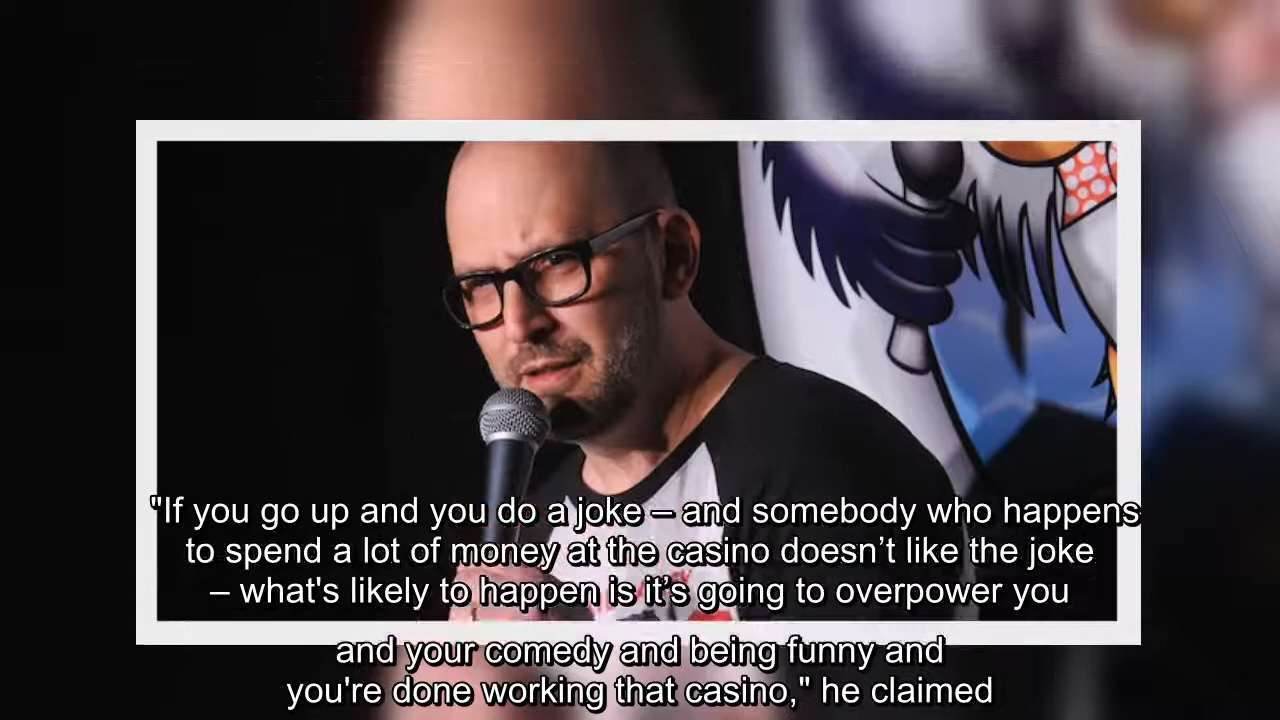 "If you go up and you do a joke – and somebody who happens
to spend a lot of money at the casino doesn’t like the joke
– what's likely to happen is it’s going to overpower you
and your comedy and being funny and
you're done working that casino," he claimed